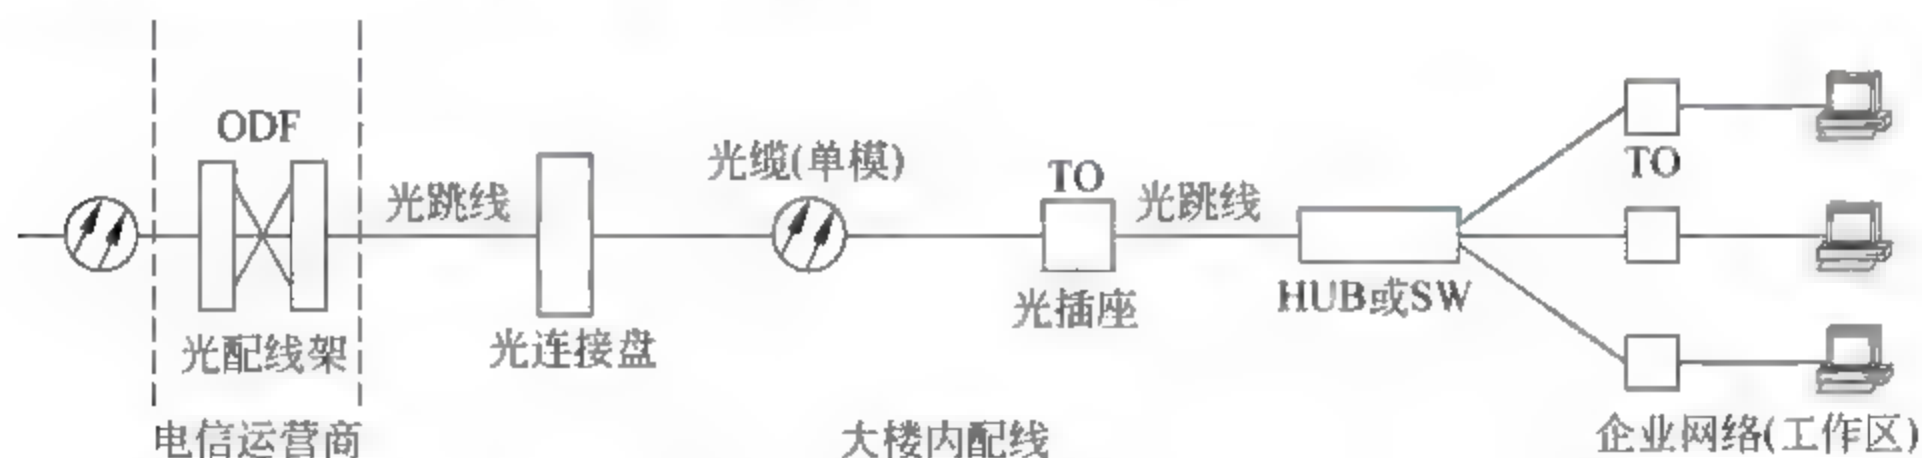 ODF
光缆(单模)
TO
TO
光跳线
光跳线
光配线架
光连接盘
光插座
HUB或SW
电信运营商
大楼内配线
企业网络(工作区)